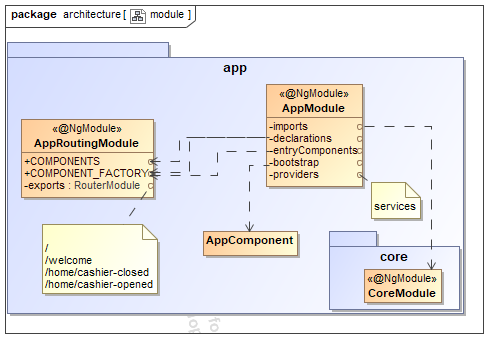 package architecture [ module ]
app
«@NgModule»
AppRoutingModule
+COMPONENTS
+COMPONENT_FACTORY
-exports : RouterModule
«@NgModule»
AppModule
-imports
-declarations
-entryComponents
-bootstrap
-providers
services
/
/welcome
/home/cashier-closed
/home/cashier-opened
AppComponent
core
«@NgModule»
CoreModule